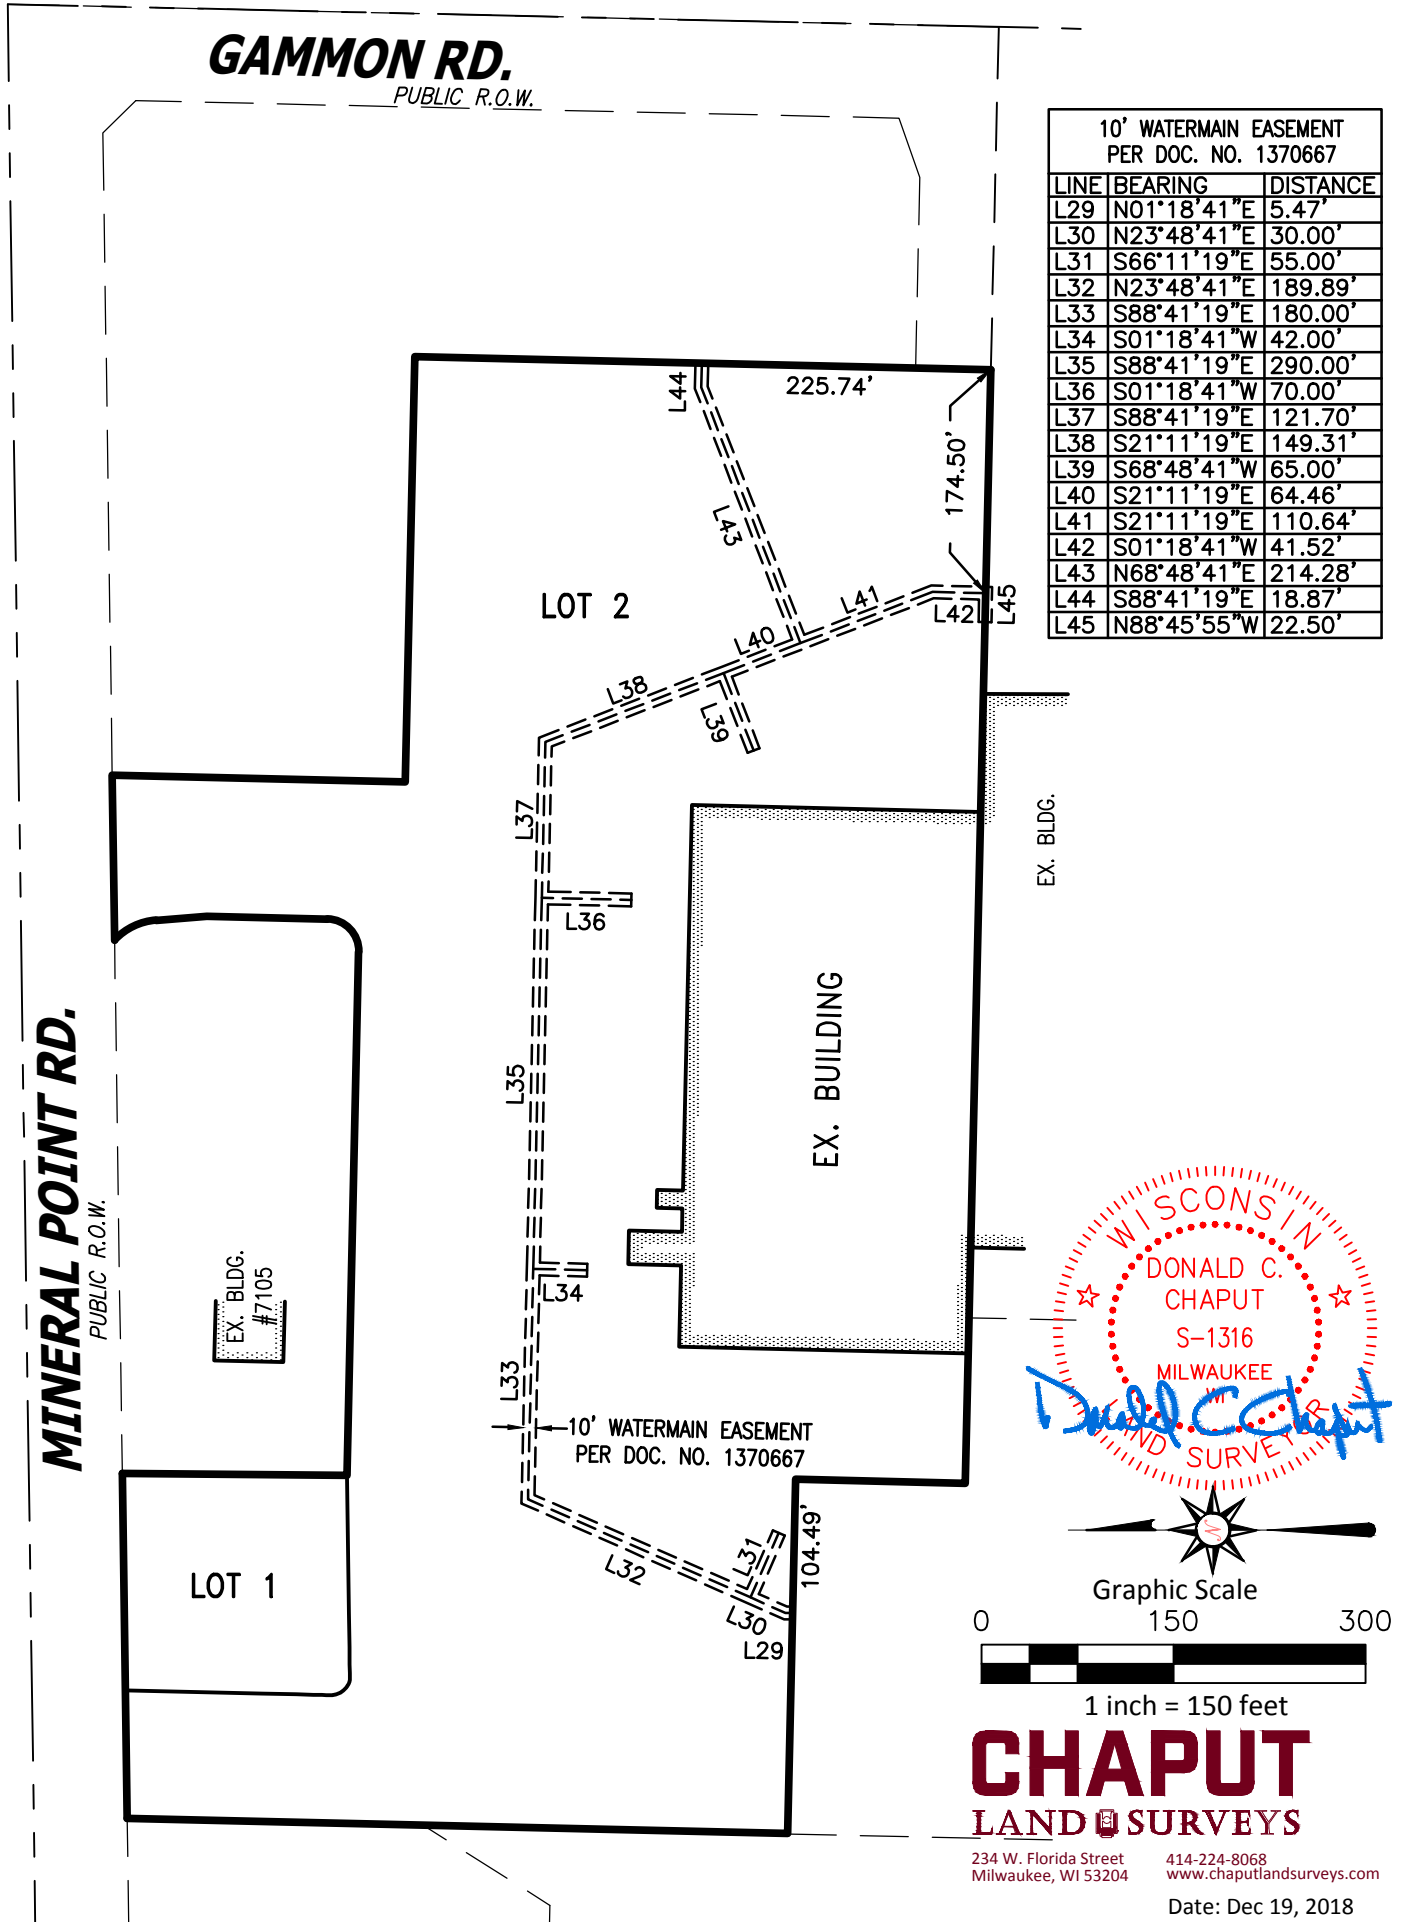 GAMMON RD.
PUBLIC R.O.W.
10' WATERMAIN EASEMENT
PER DOC. NO. 1370667
LINE BEARING DISTANCE
L29 N01°18'41"E 5.47'
L30 N23°48'41"E 30.00'
L31 S66°11'19"E 55.00'
L32 N23°48'41"E 189.89'
L33 S88°41'19"E 180.00'
L34 S01°18'41"W 42.00'
L35 S88°41'19"E 290.00'
L36 S01°18'41"W 70.00'
L37 S88°41'19"E 121.70'
L38 S21°11'19"E 149.31'
L39 S68°48'41"W 65.00'
L40 S21°11'19"E 64.46'
L41 S21°11'19"E 110.64'
L42 S01°18'41"W 41.52'
L43 N68°48'41"E 214.28'
L44 S88°41'19"E 18.87'
L45 N88°45'55"W 22.50'
L44
225.74'
174.50'
L43
LOT 2
L41
L42
L45
L40
L38
L39
L37
EX. BLDG.
L36
EX. BUILDING
L35
MINERAL POINT RD.
PUBLIC R.O.W.
EX. BLDG.
#7105
L34
L33
10' WATERMAIN EASEMENT
PER DOC. NO. 1370667
WISCONSIN
DONALD C.
CHAPUT
S-1316
MILWAUKEE
WI
LAND SURVEYOR
Donald C Chaput
LOT 1
L32
L31
104.49'
L30
L29
N
Graphic Scale
0 150 300
1 inch = 150 feet
CHAPUT
LAND SURVEYS
234 W. Florida Street 414-224-8068
Milwaukee, WI 53204 www.chaputlandsurveys.com
Date: Dec 19, 2018